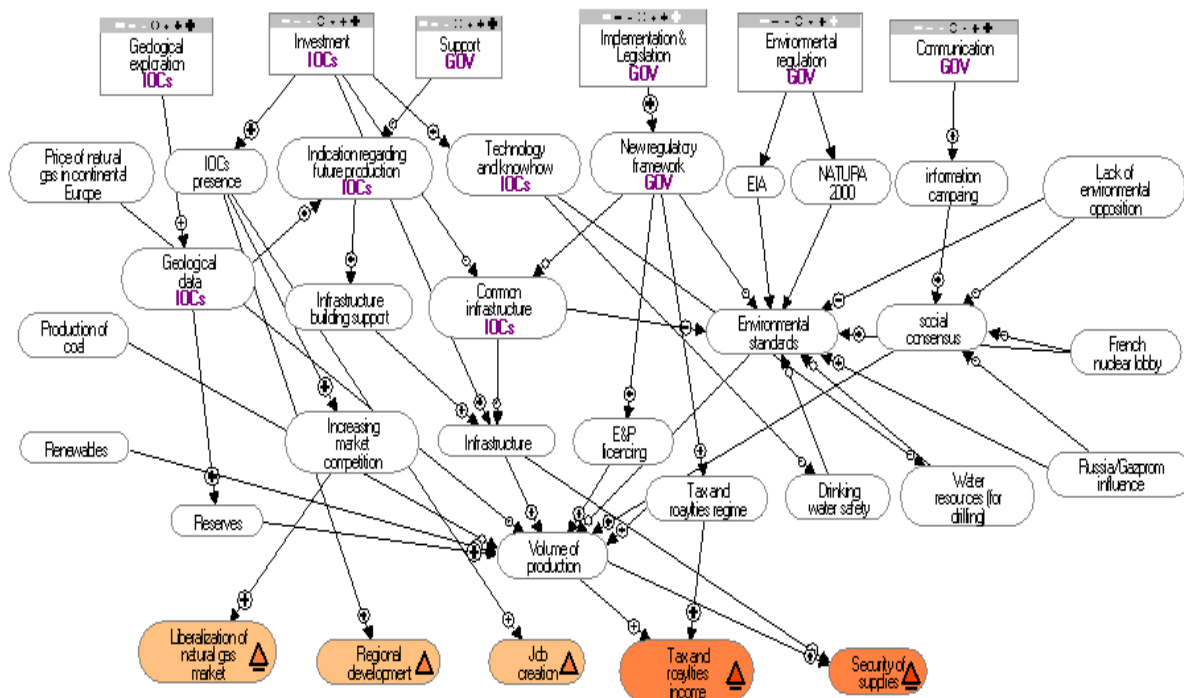 Geological
exploration
IOCs
Investment
IOCs
Support
GOV
Implementation &
Legislation
GOV
Environmental
regulation
GOV
Communication
GOV
Price of natural
gas in continental
Europe
IOCs
presence
Indication regarding
future production
IOCs
Technology
and knowhow
IOCs
New regulatory
framework
GOV
EIA
NATURA
2000
information
campaing
Lack of
environmental
opposition
Geological
data
IOCs
Infrastructure
building support
Common
infrastructure
IOCs
Environmental
standards
social
consensus
French
nuclear lobby
Production of
coal
Increasing
market
competition
Infrastructure
E&P
licencing
Renewables
Reserves
Tax and
roaylties regime
Drinking
water safety
Water
resources (for
drilling)
Russia/Gazprom
influence
Volume of
production
Liberalization of
natural gas
market
Regional
development
Job
creation
Tax and
roaylties
income
Security of
supplies